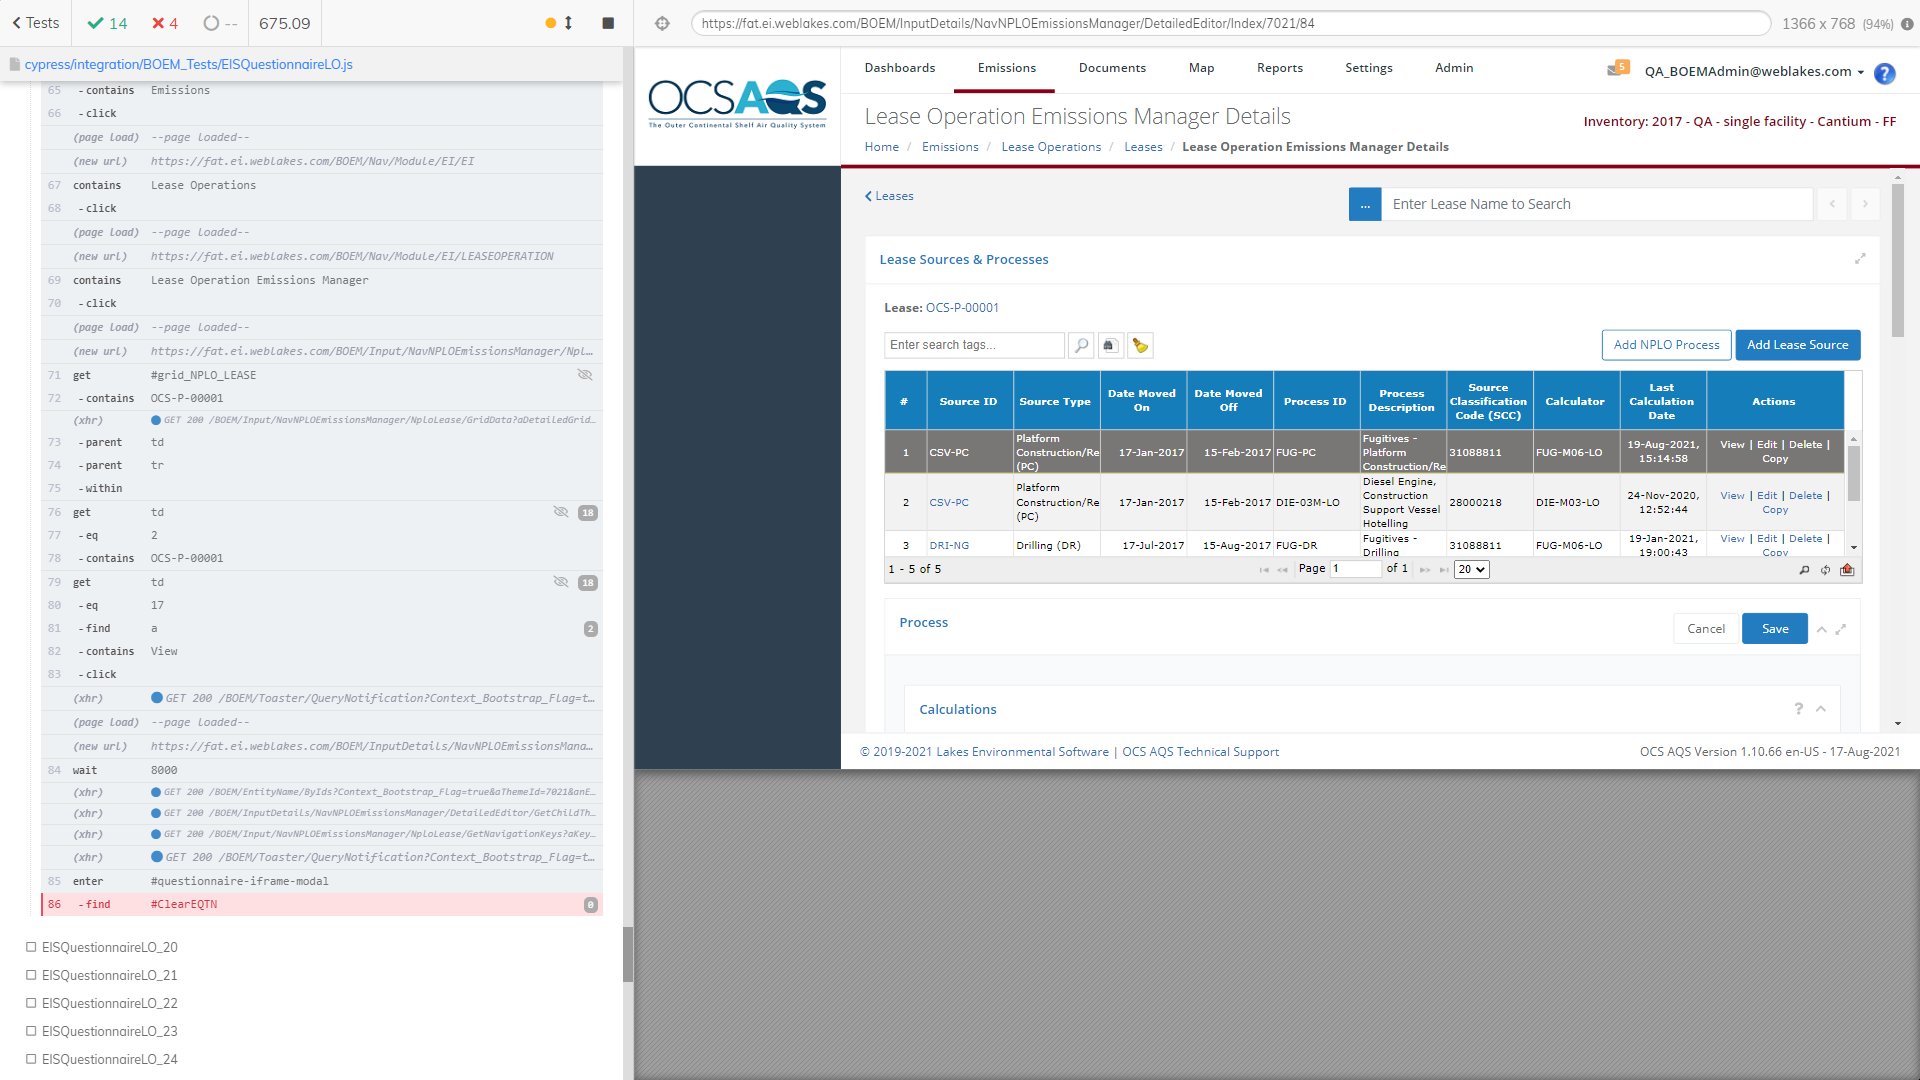 Tests
14
4
--
675.09
cypress/integration/BOEM_Tests/EISQuestionnaireLO.js
65 - contains Emissions
66 - click
(page load) --page loaded--
(new url) https://fat.ei.weblakes.com/BOEM/Nav/Module/EI/EI
67 contains Lease Operations
68 - click
(page load) --page loaded--
(new url) https://fat.ei.weblakes.com/BOEM/Nav/Module/EI/LEASEOPERATION
69 contains Lease Operation Emissions Manager
70 - click
(page load) --page loaded--
(new url) https://fat.ei.weblakes.com/BOEM/Input/NavNPLOEmissionsManager/Npl…
71 get #grid_NPLO_LEASE
72 - contains OCS-P-00001
(xhr) GET 200 /BOEM/Input/NavNPLOEmissionsManager/NploLease/GridData?aDetailedGrid…
73 - parent td
74 - parent tr
75 - within
76 get td 18
77 - eq 2
78 - contains OCS-P-00001
79 get td 18
80 - eq 17
81 - find a 2
82 - contains View
83 - click
(xhr) GET 200 /BOEM/Toaster/QueryNotification?Context_Bootstrap_Flag=t…
(page load) --page loaded--
(new url) https://fat.ei.weblakes.com/BOEM/InputDetails/NavNPLOEmissionsMana…
84 wait 8000
(xhr) GET 200 /BOEM/EntityName/ByIds?Context_Bootstrap_Flag=true&aThemeId=7021&anE…
(xhr) GET 200 /BOEM/InputDetails/NavNPLOEmissionsManager/DetailedEditor/GetChildTh…
(xhr) GET 200 /BOEM/Input/NavNPLOEmissionsManager/NploLease/GetNavigationKeys?aKey…
(xhr) GET 200 /BOEM/Toaster/QueryNotification?Context_Bootstrap_Flag=t…
85 enter #questionnaire-iframe-modal
86 - find #ClearEQTN 0
EISQuestionnaireLO_20
EISQuestionnaireLO_21
EISQuestionnaireLO_22
EISQuestionnaireLO_23
EISQuestionnaireLO_24
https://fat.ei.weblakes.com/BOEM/InputDetails/NavNPLOEmissionsManager/DetailedEditor/Index/7021/84
1366 x 768 (94%)
OCSAQS
The Outer Continental Shelf Air Quality System
Dashboards Emissions Documents Map Reports Settings Admin
5
QA_BOEMAdmin@weblakes.com
?
Lease Operation Emissions Manager Details
Inventory: 2017 - QA - single facility - Cantium - FF
Home / Emissions / Lease Operations / Leases / Lease Operation Emissions Manager Details
Leases
... Enter Lease Name to Search
Lease Sources & Processes
Lease: OCS-P-00001
Enter search tags...
Add NPLO Process
Add Lease Source
# Source ID Source Type Date Moved On Date Moved Off Process ID Process Description Source Classification Code (SCC) Calculator Last Calculation Date Actions
1 CSV-PC Platform Construction/Re (PC) 17-Jan-2017 15-Feb-2017 FUG-PC Fugitives - Platform Construction/Re 31088811 FUG-M06-LO 19-Aug-2021, 15:14:58 View | Edit | Delete | Copy
2 CSV-PC Platform Construction/Re (PC) 17-Jan-2017 15-Feb-2017 DIE-03M-LO Diesel Engine, Construction Support Vessel Hotelling 28000218 DIE-M03-LO 24-Nov-2020, 12:52:44 View | Edit | Delete | Copy
3 DRI-NG Drilling (DR) 17-Jul-2017 15-Aug-2017 FUG-DR Fugitives - Drilling 31088811 FUG-M06-LO 19-Jan-2021, 19:00:43 View | Edit | Delete | Copy
1 - 5 of 5
Page 1 of 1
20
Process
Cancel
Save
Calculations
?
© 2019-2021 Lakes Environmental Software | OCS AQS Technical Support
OCS AQS Version 1.10.66 en-US - 17-Aug-2021